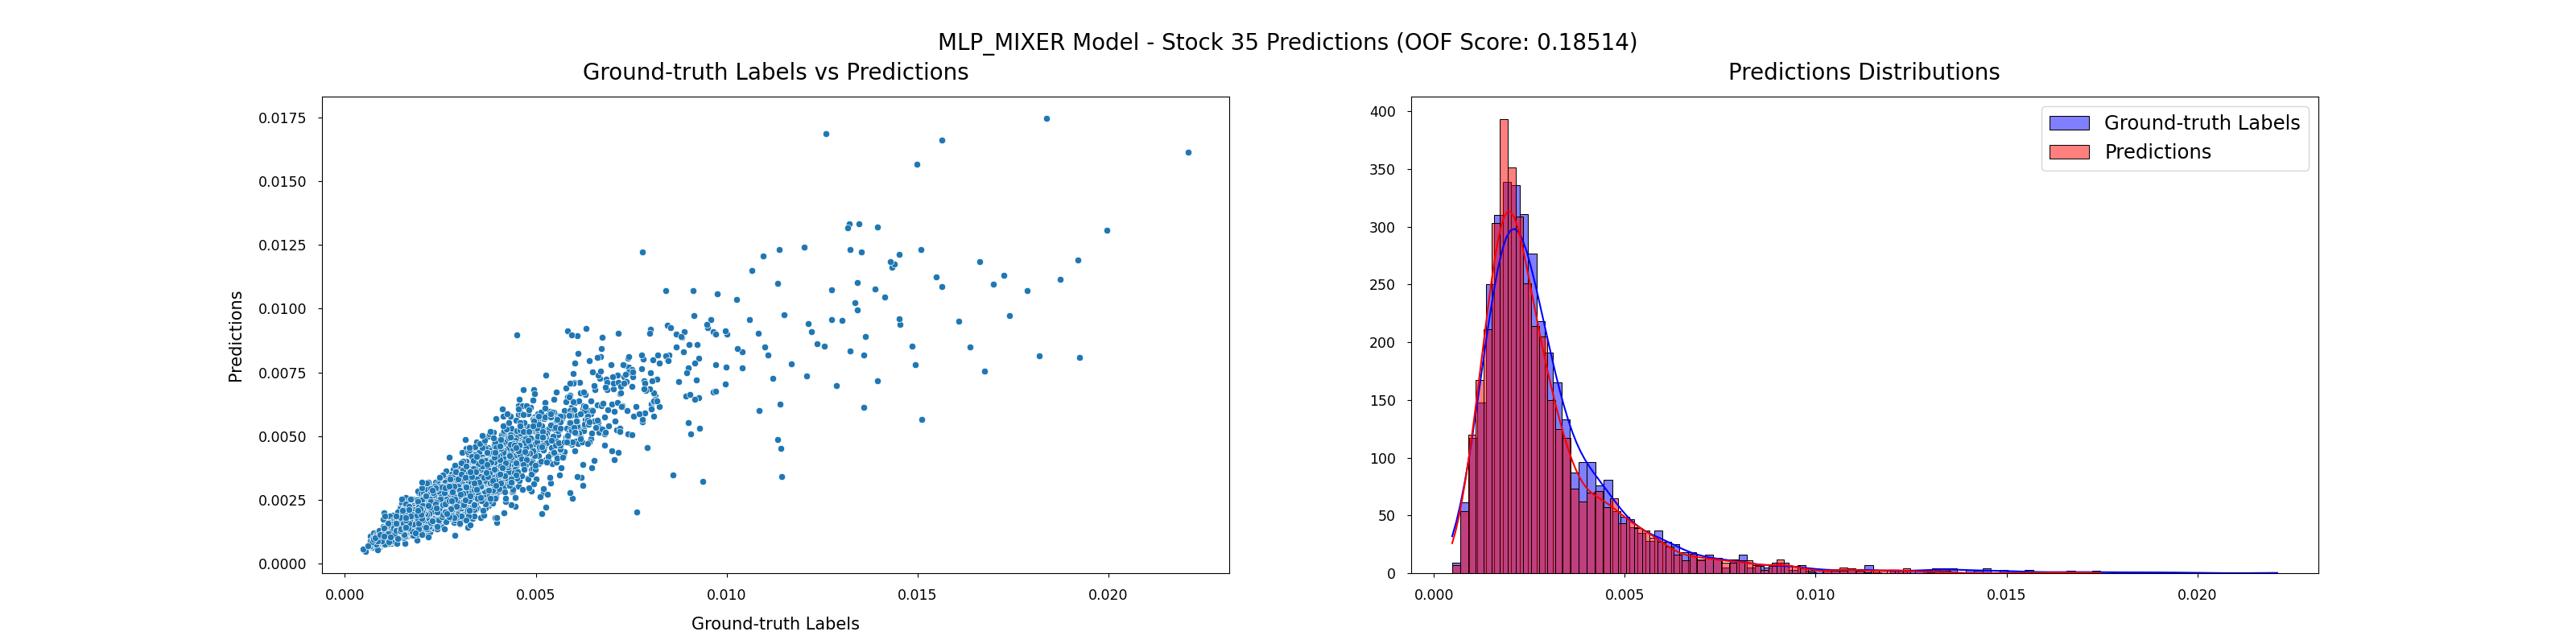 MLP_MIXER Model - Stock 35 Predictions (OOF Score: 0.18514)
Ground-truth Labels vs Predictions
0.0175
0.0150
0.0125
0.0100
0.0075
0.0050
0.0025
0.0000
Predictions
0.000 0.005 0.010 0.015 0.020
Ground-truth Labels
Predictions Distributions
400
350
300
250
200
150
100
50
0
Ground-truth Labels
Predictions
0.000 0.005 0.010 0.015 0.020